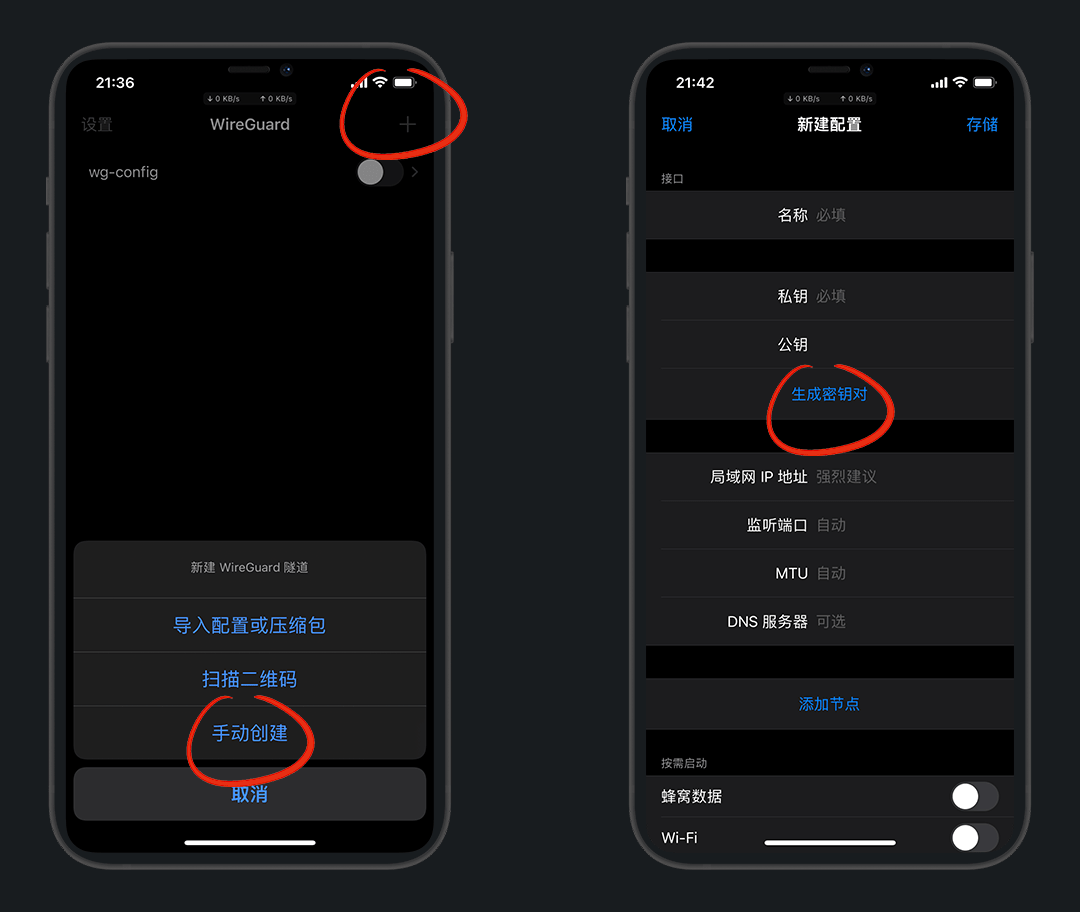 21:36
↓ 0 KB/s ↑ 0 KB/s
设置 WireGuard +
wg-config
新建 WireGuard 隧道
导入配置或压缩包
扫描二维码
手动创建
取消
21:42
↓ 0 KB/s ↑ 0 KB/s
取消 新建配置 存储
接口
名称 必填
私钥 必填
公钥
生成密钥对
局域网 IP 地址 强烈建议
监听端口 自动
MTU 自动
DNS 服务器 可选
添加节点
按需启动
蜂窝数据
Wi-Fi